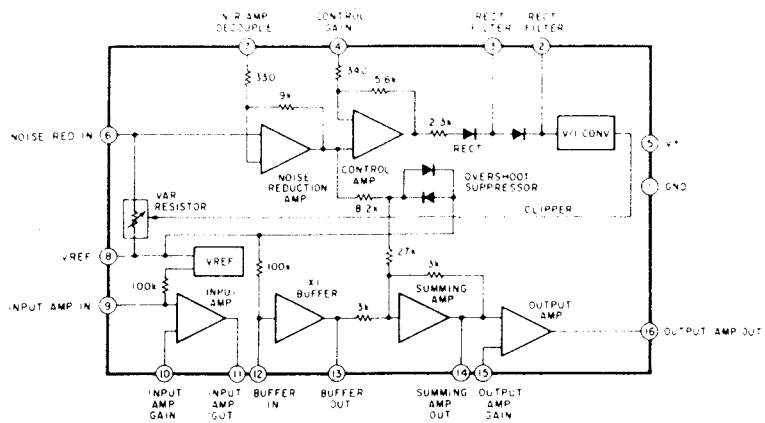 N R AMP
DECOUPLE
CONTROL
GAIN
RECT
FILTER
RECT
FILTER
7
4
3
2
330
340
5.6k
9k
2.3k
NOISE RED IN
6
RECT
V/I CONV
5
V+
NOISE
REDUCTION
AMP
CONTROL
AMP
OVERSHOOT
SUPPRESSOR
GND
VAR
RESISTOR
8.2k
CLIPPER
VREF
8
VREF
100k
27k
100k
INPUT AMP IN
9
INPUT
AMP
X1
BUFFER
3k
3k
SUMMING
AMP
OUTPUT
AMP
16
OUTPUT AMP OUT
10
11
12
13
14
15
INPUT
AMP
GAIN
INPUT
AMP
OUT
BUFFER
IN
BUFFER
OUT
SUMMING
AMP
OUT
OUTPUT
AMP
GAIN